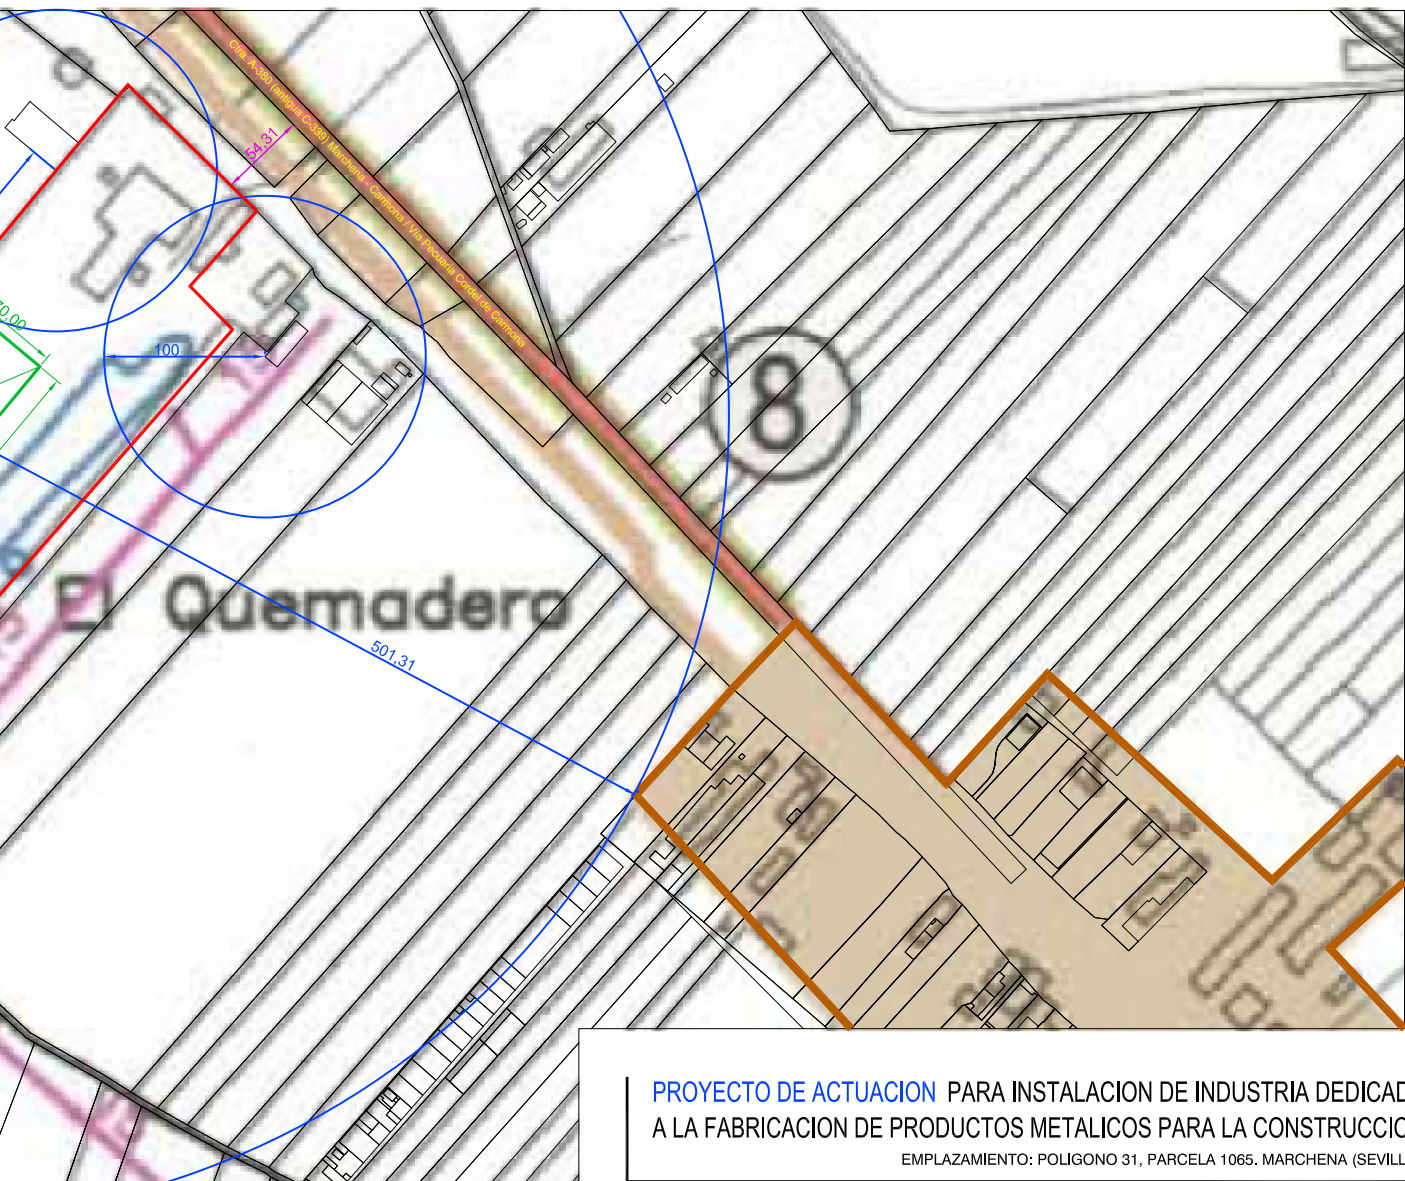 Ctra. A-380 (antigua C-339) Marchena - Carmona / Vía Pecuaria Cordel de Carmona
54,31
70,00
100
8
El Quemadero
501,31
PROYECTO DE ACTUACION PARA INSTALACION DE INDUSTRIA DEDICAD
A LA FABRICACION DE PRODUCTOS METALICOS PARA LA CONSTRUCCIO
EMPLAZAMIENTO: POLIGONO 31, PARCELA 1065. MARCHENA (SEVILL